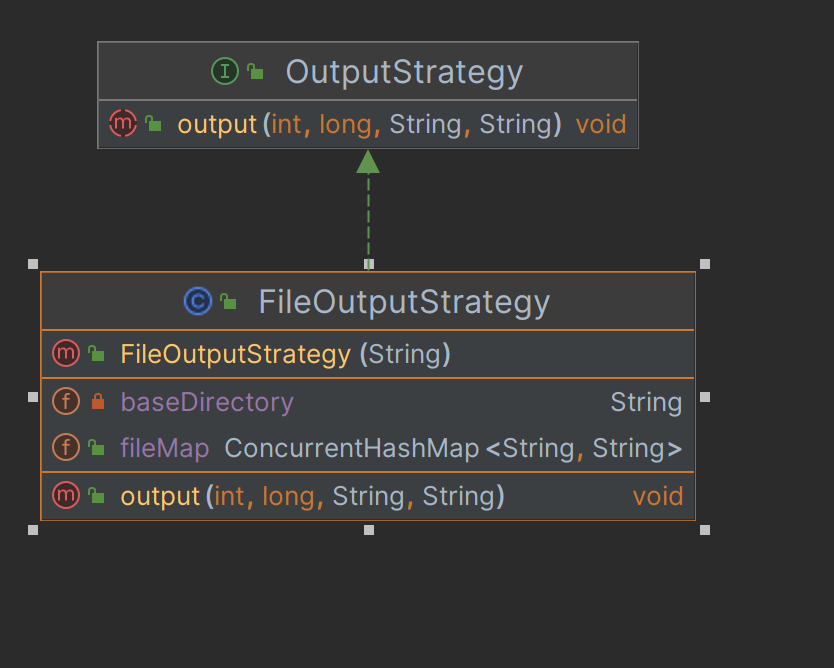 I OutputStrategy
m output(int, long, String, String) void
C FileOutputStrategy
m FileOutputStrategy(String)
f baseDirectory String
f fileMap ConcurrentHashMap<String, String>
m output(int, long, String, String) void